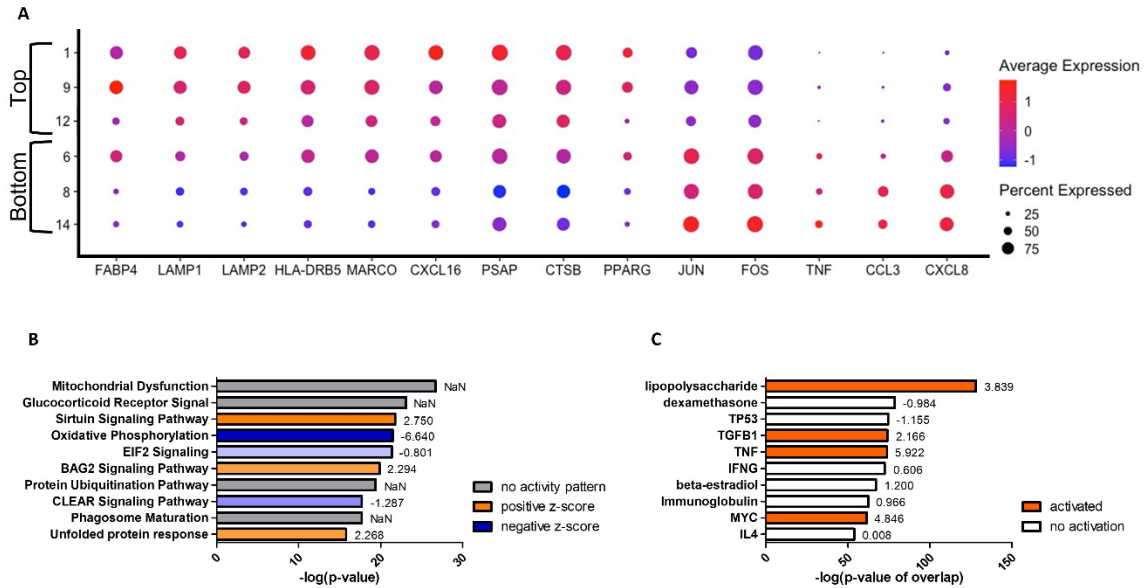 A
Top
Bottom
1
9
12
6
8
14
FABP4 LAMP1 LAMP2 HLA-DRB5 MARCO CXCL16 PSAP CTSB PPARG JUN FOS TNF CCL3 CXCL8
Average Expression
1
0
-1
Percent Expressed
25
50
75
B
Mitochondrial Dysfunction NaN
Glucocorticoid Receptor Signal NaN
Sirtuin Signaling Pathway 2.750
Oxidative Phosphorylation -6.640
EIF2 Signaling -0.801
BAG2 Signaling Pathway 2.294
Protein Ubiquitination Pathway NaN
CLEAR Signaling Pathway -1.287
Phagosome Maturation NaN
Unfolded protein response 2.268
no activity pattern
positive z-score
negative z-score
0 10 20 30
-log(p-value)
C
lipopolysaccharide 3.839
dexamethasone -0.984
TP53 -1.155
TGFB1 2.166
TNF 5.922
IFNG 0.606
beta-estradiol 1.200
Immunoglobulin 0.966
MYC 4.846
IL4 0.008
activated
no activation
0 50 100 150
-log(p-value of overlap)